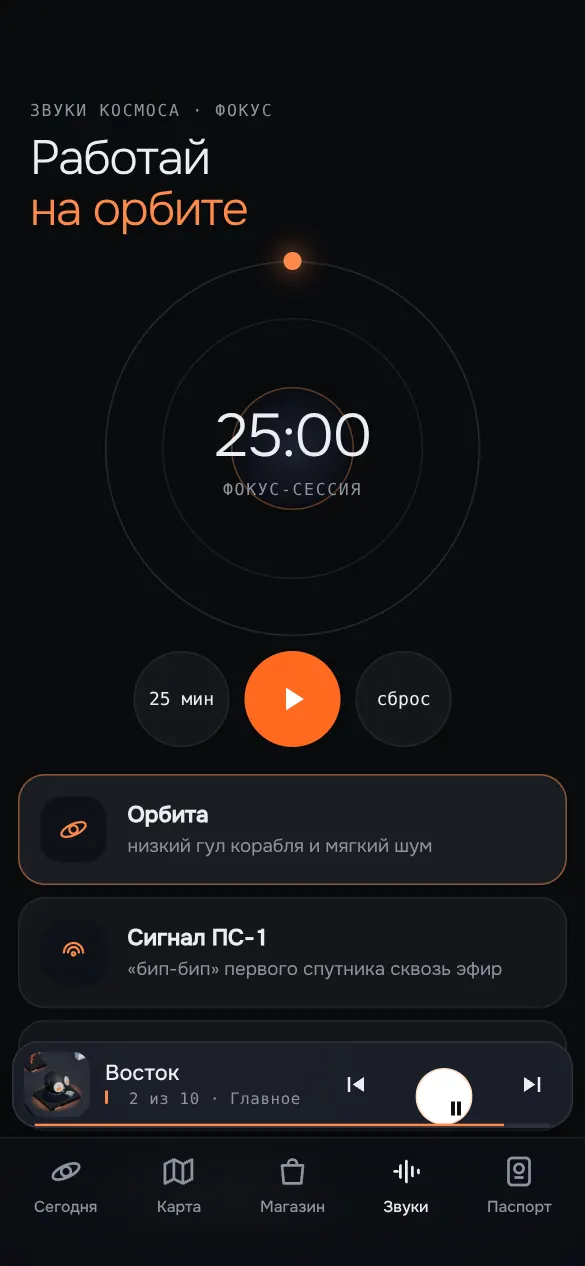 ЗВУКИ КОСМОСА · ФОКУС
Работай
на орбите
25:00
ФОКУС-СЕССИЯ
25 мин
сброс
Орбита
низкий гул корабля и мягкий шум
Сигнал ПС-1
«бип-бип» первого спутника сквозь эфир
Восток
2 из 10 · Главное
Сегодня
Карта
Магазин
Звуки
Паспорт